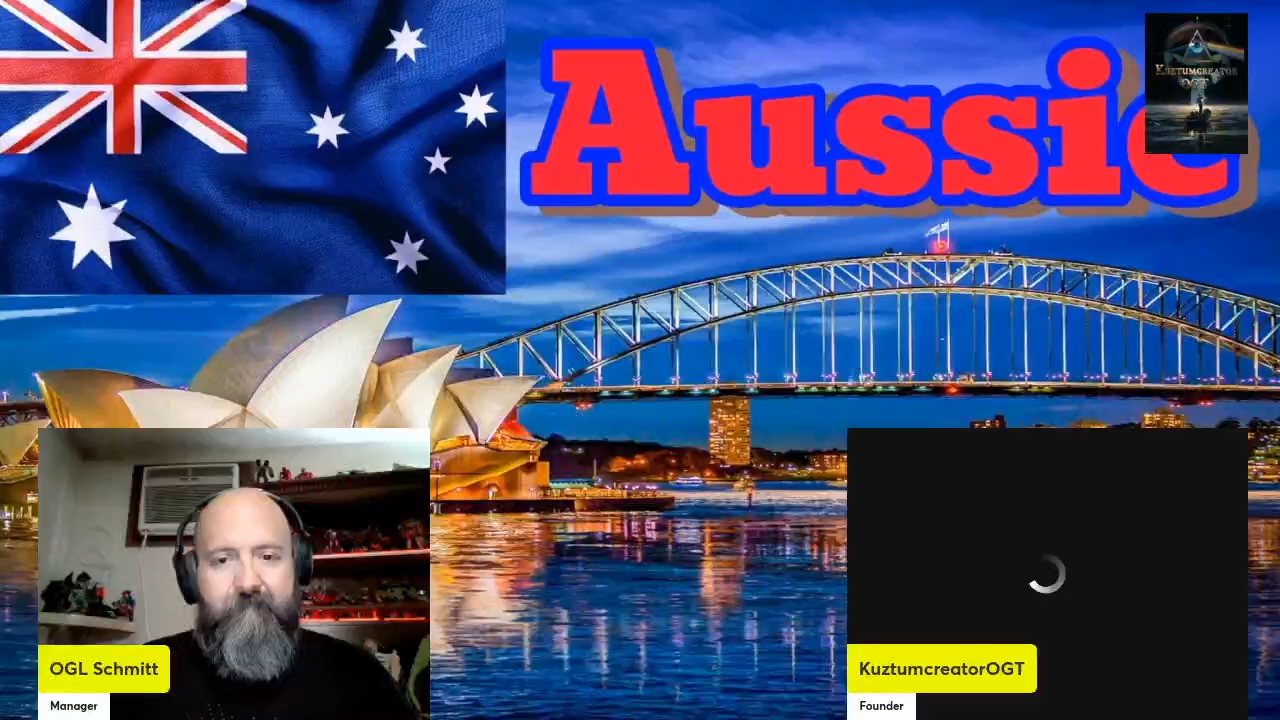 Aussie
KUZTUMCREATOR
OGT
OGL Schmitt
Manager
KuztumcreatorOGT
Founder